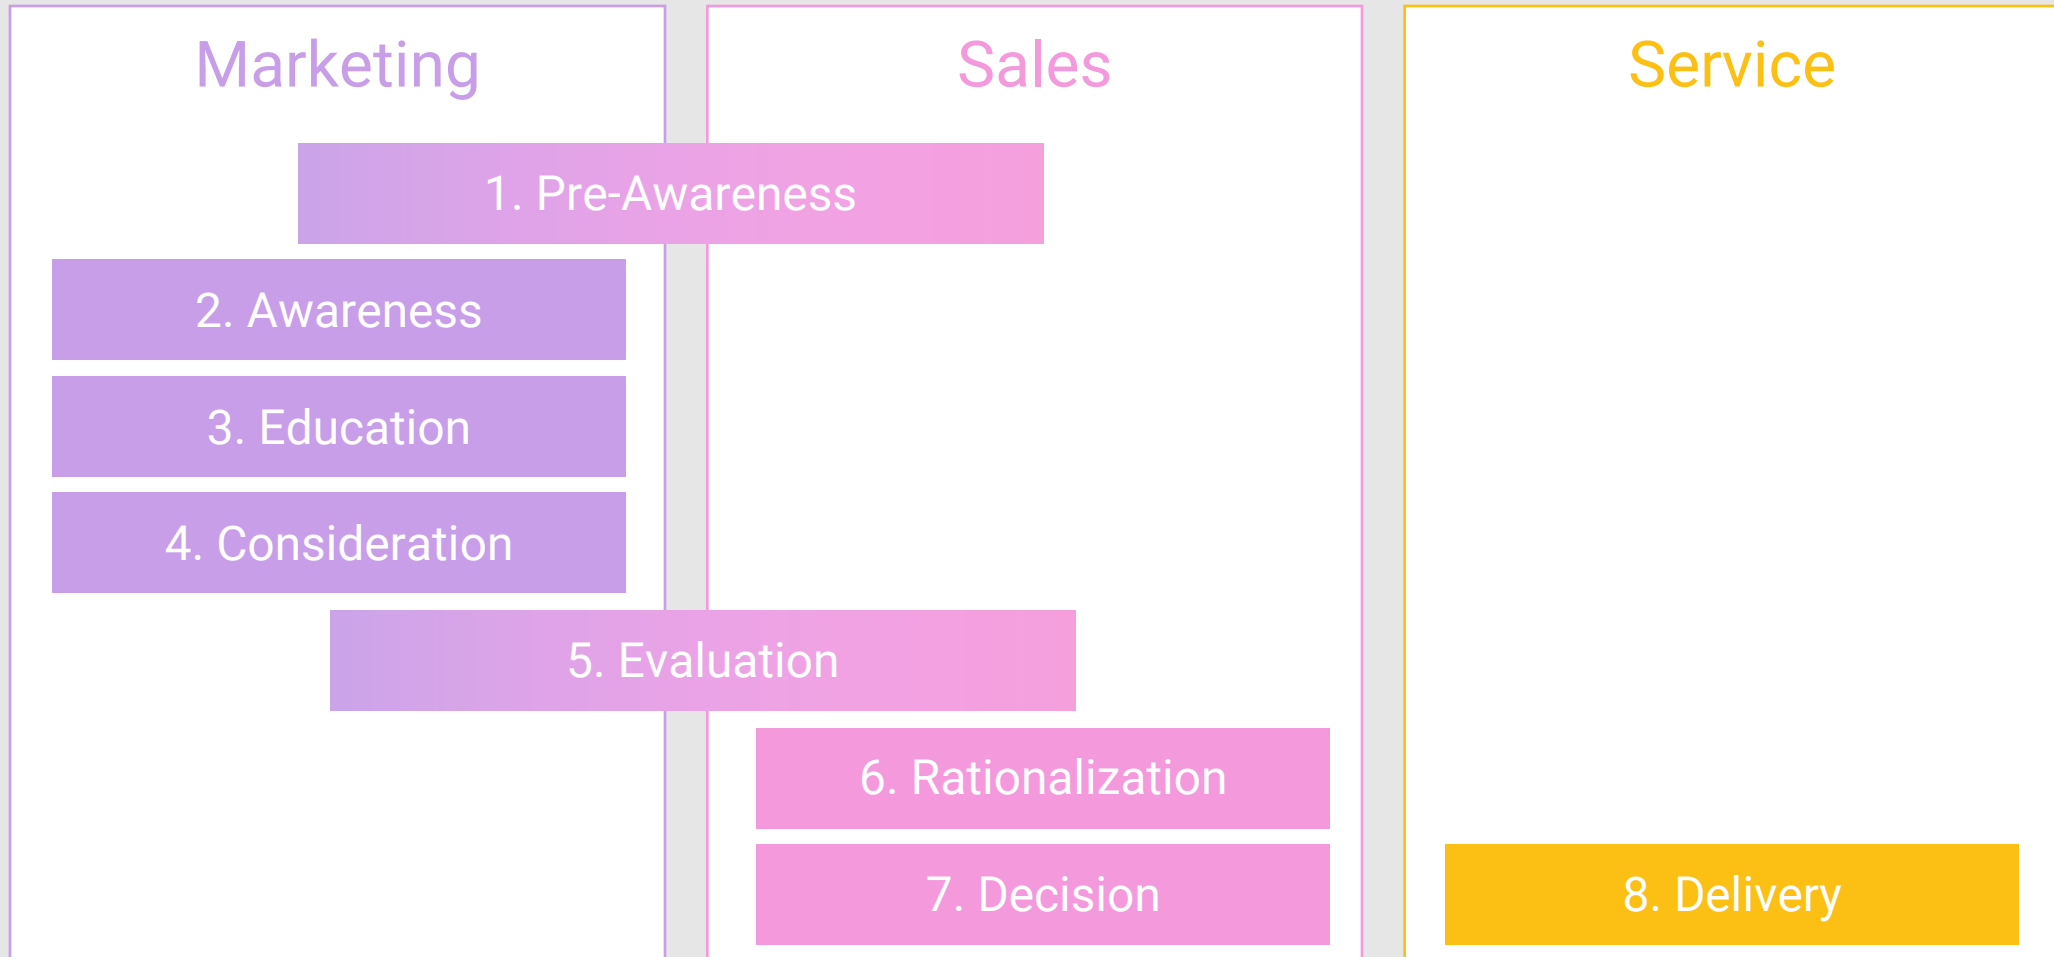 Marketing
Sales
Service
1. Pre-Awareness
2. Awareness
3. Education
4. Consideration
5. Evaluation
6. Rationalization
7. Decision
8. Delivery